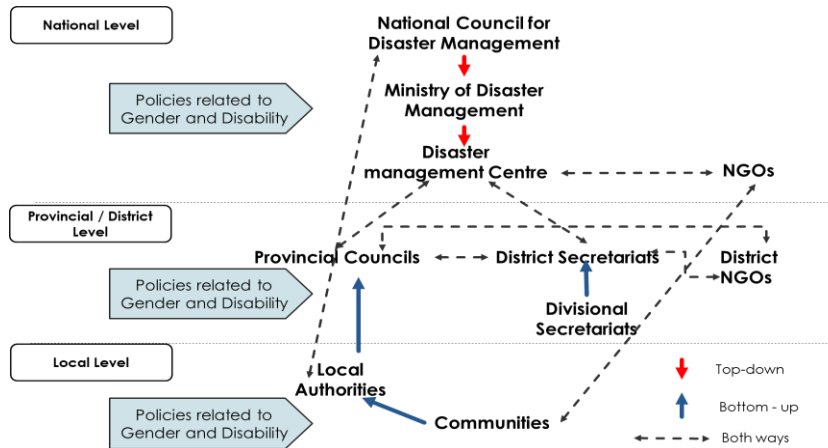 National Level
National Council for
Disaster Management
Policies related to
Gender and Disability
Ministry of Disaster
Management
Disaster
management Centre
NGOs
Provincial / District
Level
Provincial Councils
District Secretariats
District
NGOs
Policies related to
Gender and Disability
Divisional
Secretariats
Local Level
Local
Authorities
Top-down
Policies related to
Gender and Disability
Communities
Bottom - up
Both ways